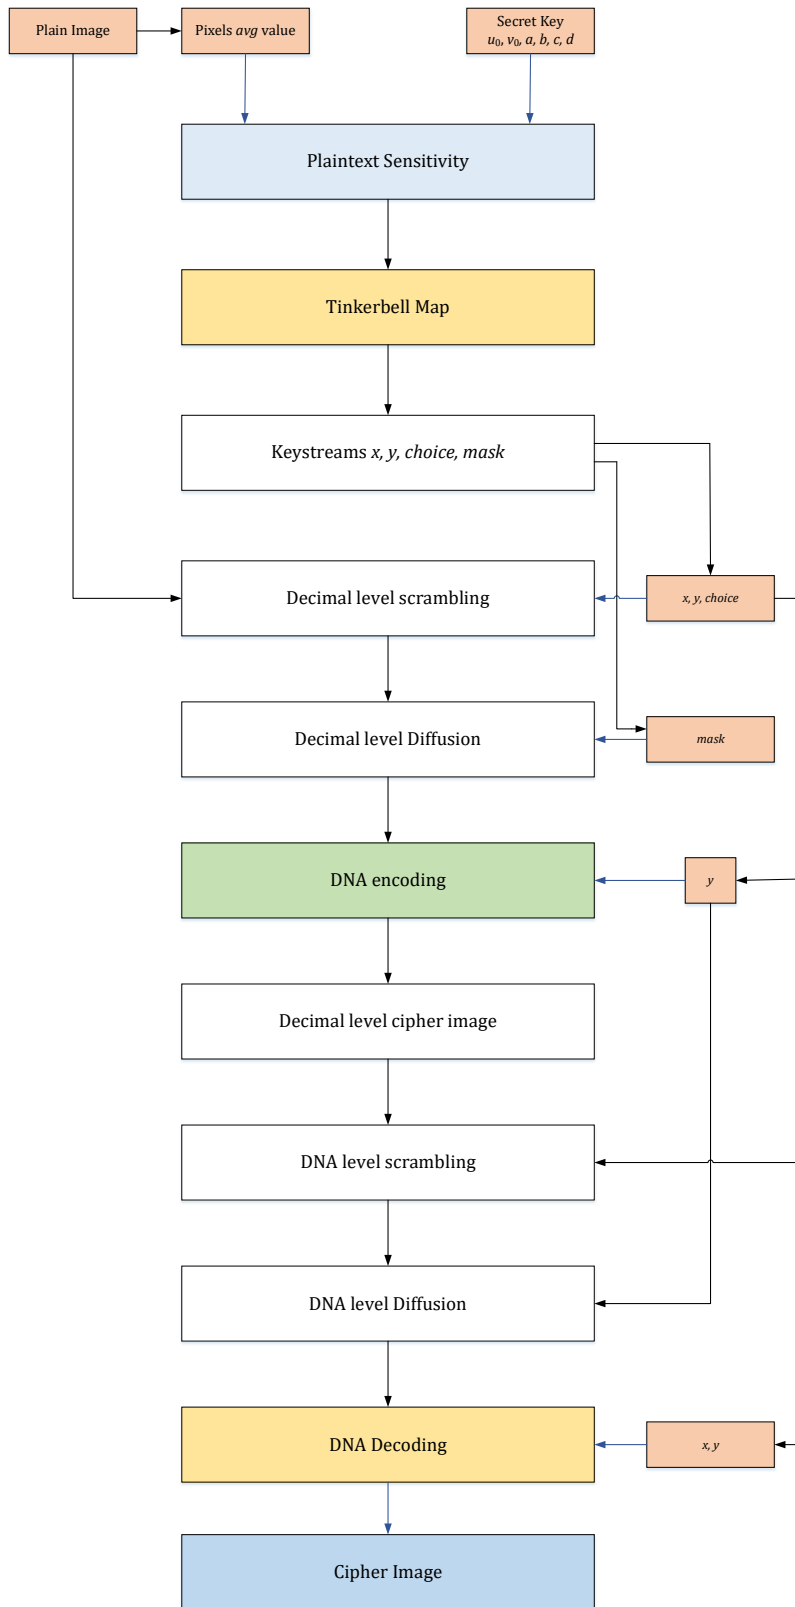 Plain Image
Pixels avg value
Secret Key
u₀, v₀, a, b, c, d
Plaintext Sensitivity
Tinkerbell Map
Keystreams x, y, choice, mask
Decimal level scrambling
x, y, choice
Decimal level Diffusion
mask
DNA encoding
y
Decimal level cipher image
DNA level scrambling
DNA level Diffusion
DNA Decoding
x, y
Cipher Image